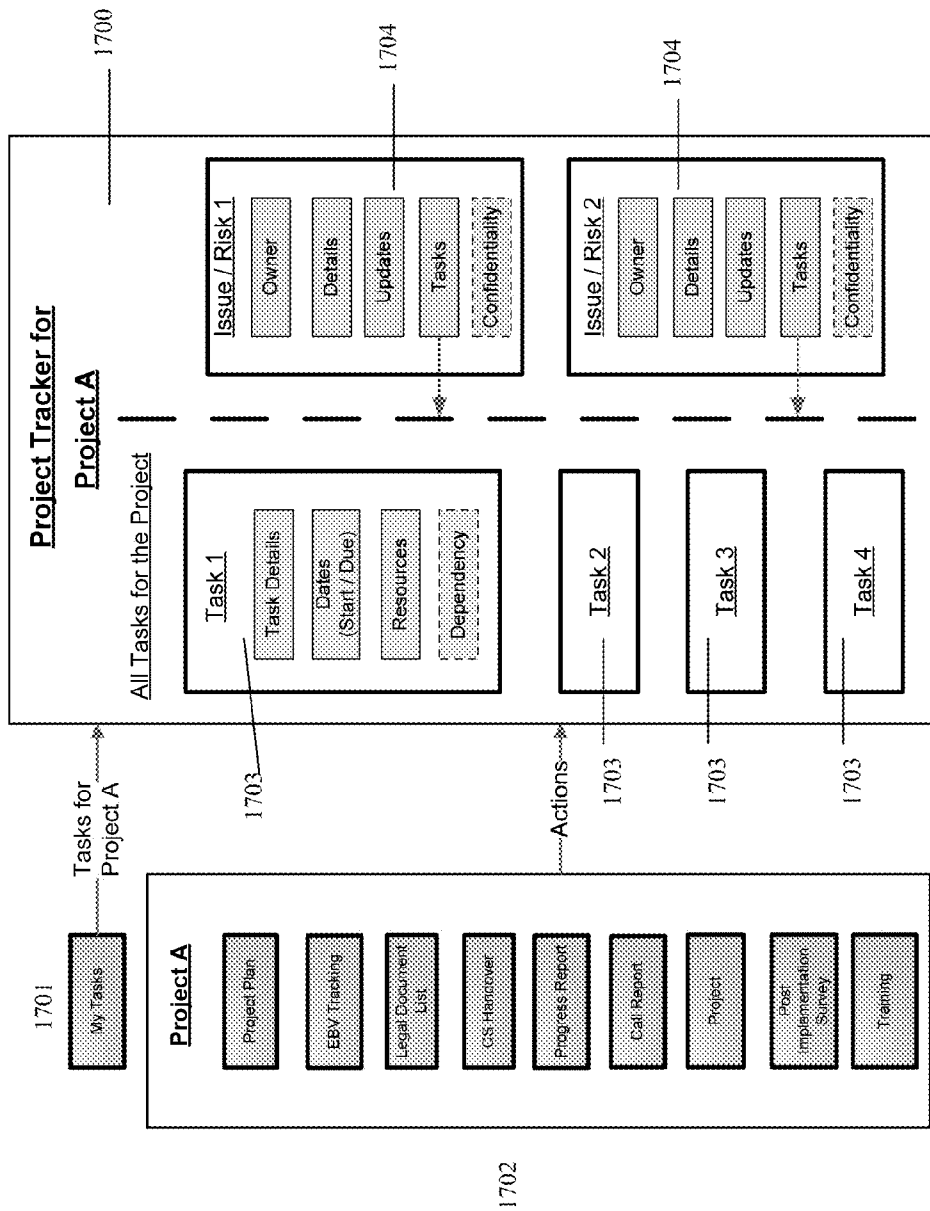 1701
My Tasks
Tasks for
Project A
1702
Project A
Project Plan
EBV Tracking
Legal Document
List
CS Hancover
Progress Report
Call Report
Project
Post
Implementation
Survey
Training
Actions
Project Tracker for
Project A
1700
All Tasks for the Project
Task 1
Task Details
Dates
(Start / Due)
Resources
Dependency
1703
Task 2
1703
Task 3
1703
Task 4
1703
Issue / Risk 1
Owner
Details
Updates
Tasks
Confidentiality
1704
Issue / Risk 2
Owner
Details
Updates
Tasks
Confidentiality
1704